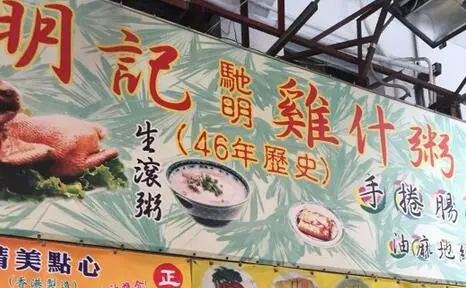 明記馳明雞什粥
(46年歷史)
生滾粥
手捲腸
油麻地
精美點心
(香港製造)
正